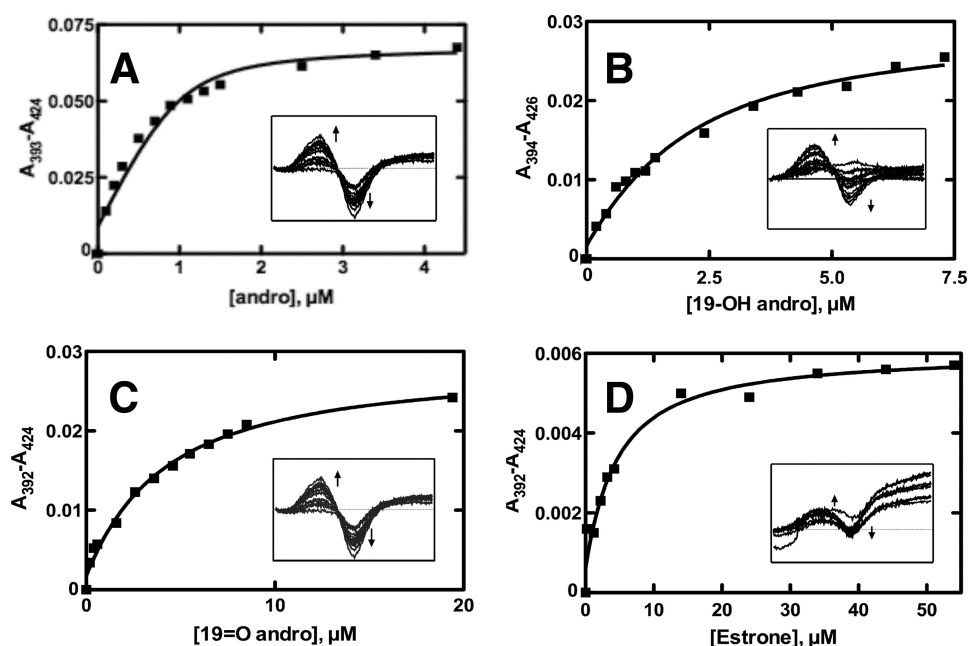 A
0.075
0.050
0.025
0
A393-A424
0 1 2 3 4
[andro], µM
B
0.03
0.02
0.01
0
A394-A426
0 2.5 5.0 7.5
[19-OH andro], µM
C
0.03
0.02
0.01
0
A392-A424
0 10 20
[19=O andro], µM
D
0.006
0.004
0.002
0
A392-A424
0 10 20 30 40 50
[Estrone], µM